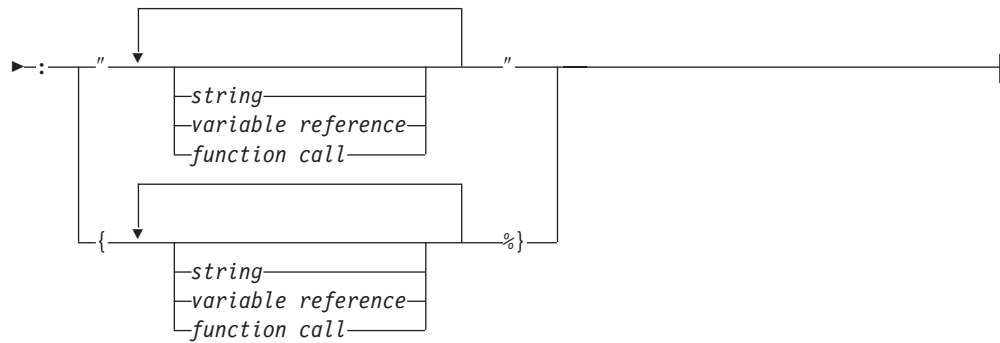 : " "
string
variable reference
function call
{ %}
string
variable reference
function call